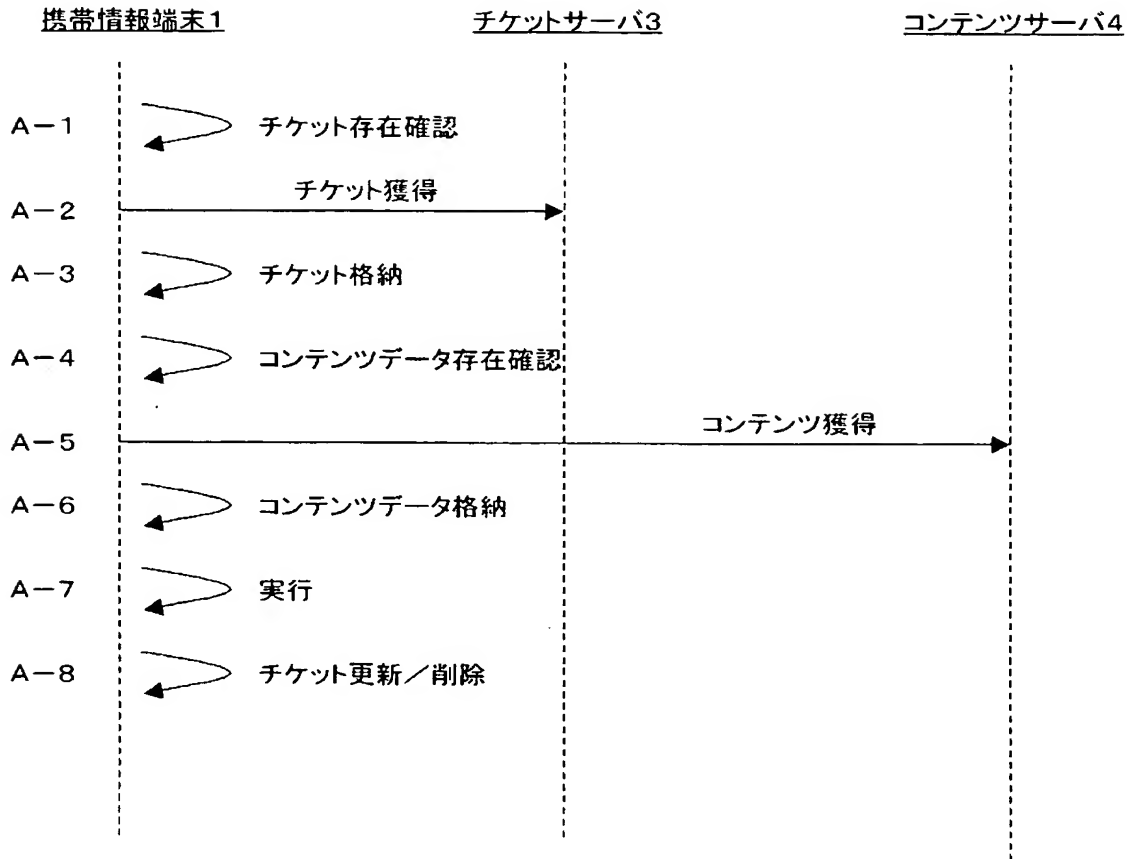 携帯情報端末1
チケットサーバ3
コンテンツサーバ4
A－1 チケット存在確認
A－2 チケット獲得
A－3 チケット格納
A－4 コンテンツデータ存在確認
A－5 コンテンツ獲得
A－6 コンテンツデータ格納
A－7 実行
A－8 チケット更新／削除